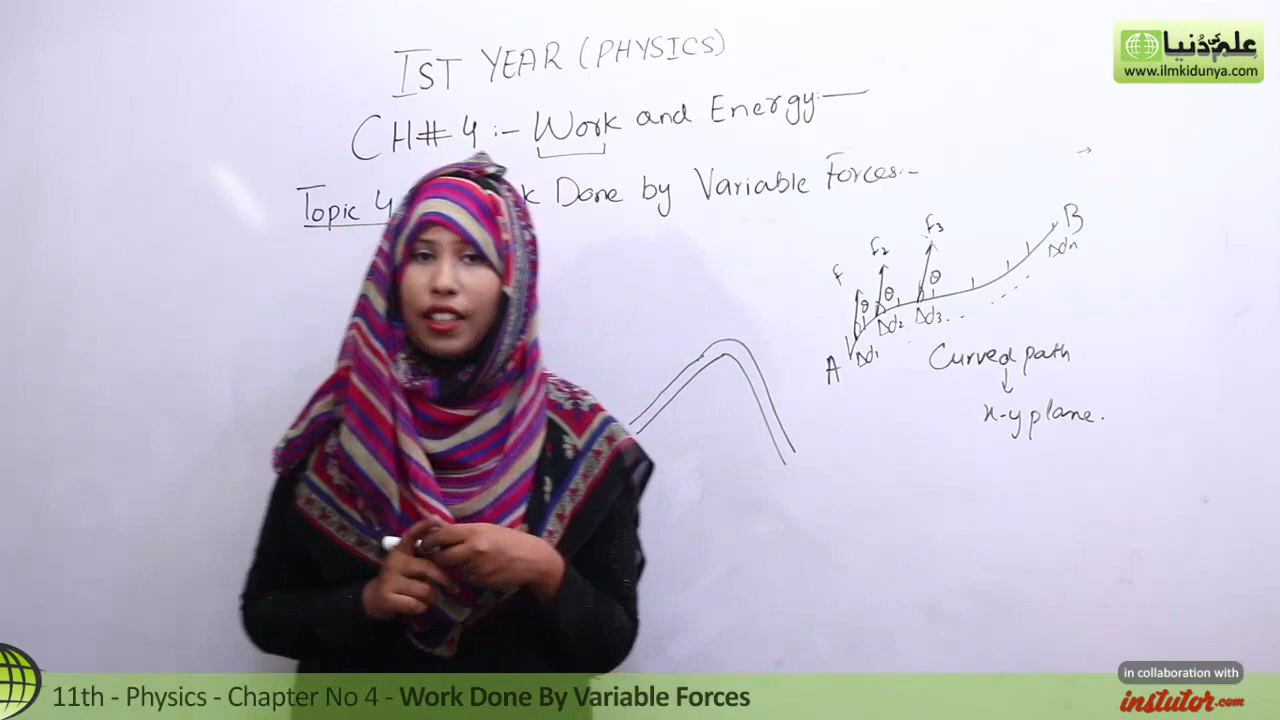 IST YEAR (PHYSICS)
CH# 4 :- Work and Energy:—
Topic 4 Done by Variable Forces:-
f
f2
f3
B
θ
θ
θ
Δdn
Δd1
Δd2
Δd3. . .
A
Curved path
x-y plane.
علم کی دُنیا
www.ilmkidunya.com
11th - Physics - Chapter No 4 - Work Done By Variable Forces
in collaboration with
instutor.com